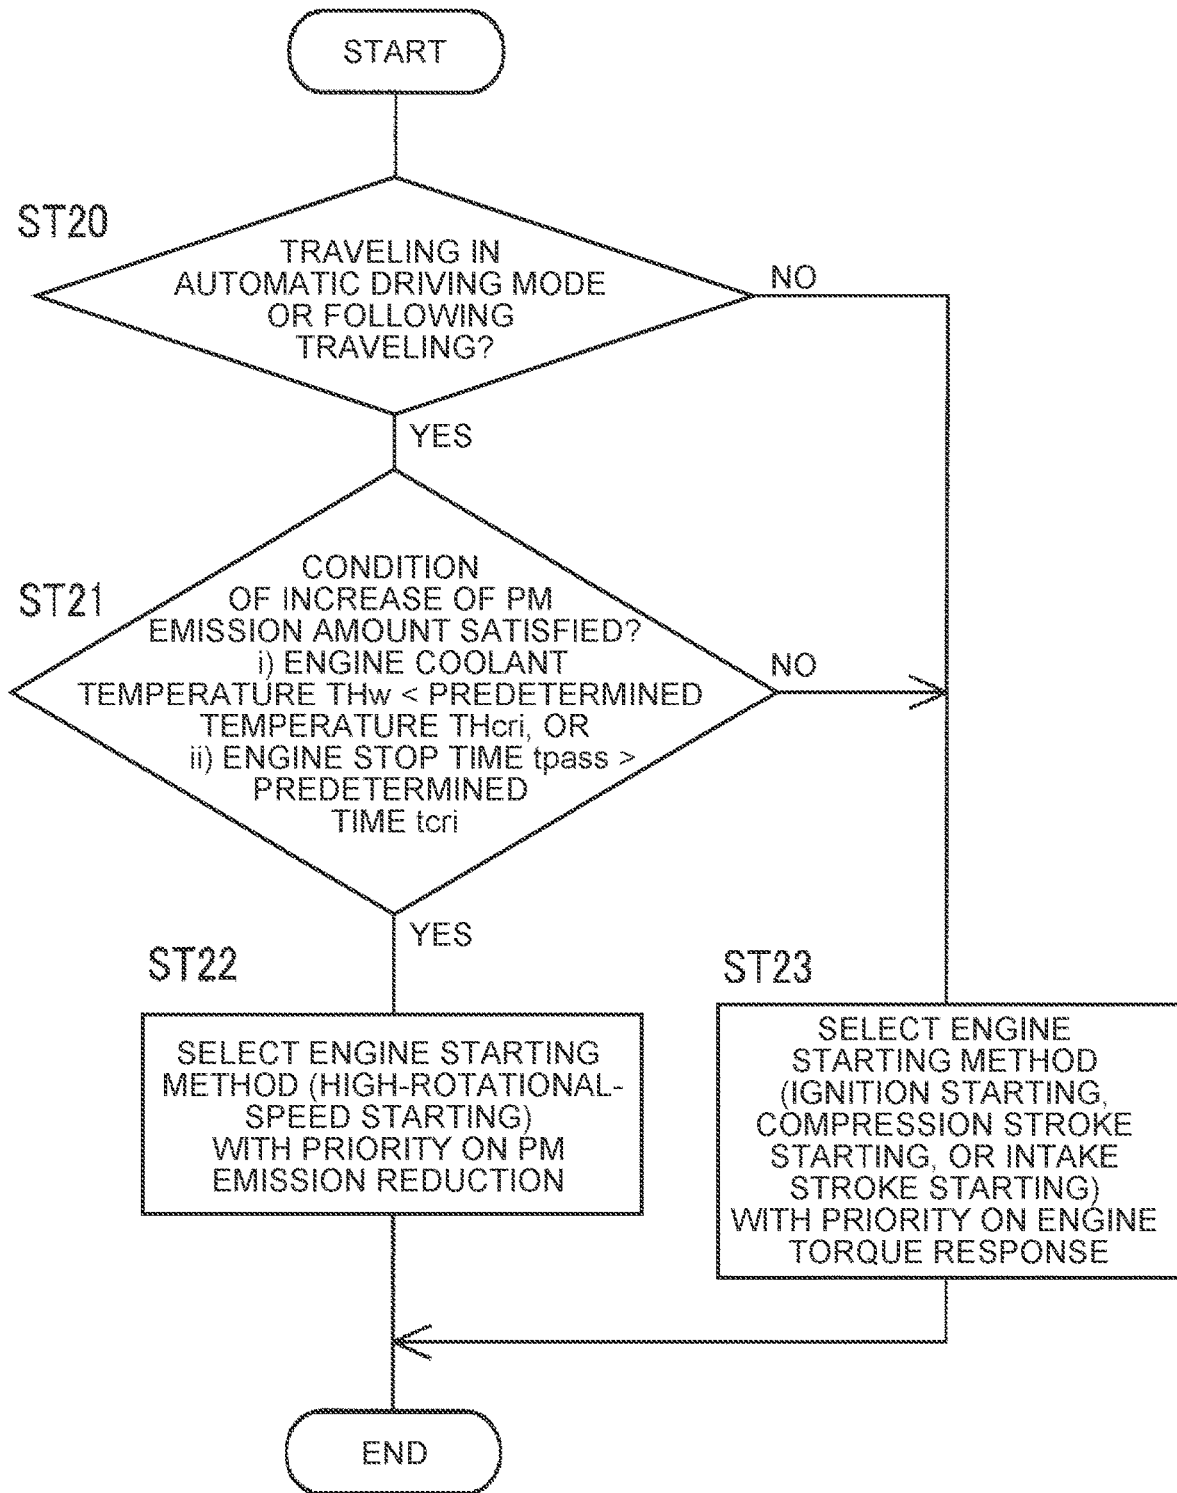 START
ST20
TRAVELING IN
AUTOMATIC DRIVING MODE
OR FOLLOWING
TRAVELING?
NO
YES
ST21
CONDITION
OF INCREASE OF PM
EMISSION AMOUNT SATISFIED?
i) ENGINE COOLANT
TEMPERATURE THw < PREDETERMINED
TEMPERATURE THcri, OR
ii) ENGINE STOP TIME tpass >
PREDETERMINED
TIME tcri
NO
YES
ST22
SELECT ENGINE STARTING
METHOD (HIGH-ROTATIONAL-
SPEED STARTING)
WITH PRIORITY ON PM
EMISSION REDUCTION
ST23
SELECT ENGINE
STARTING METHOD
(IGNITION STARTING,
COMPRESSION STROKE
STARTING, OR INTAKE
STROKE STARTING)
WITH PRIORITY ON ENGINE
TORQUE RESPONSE
END